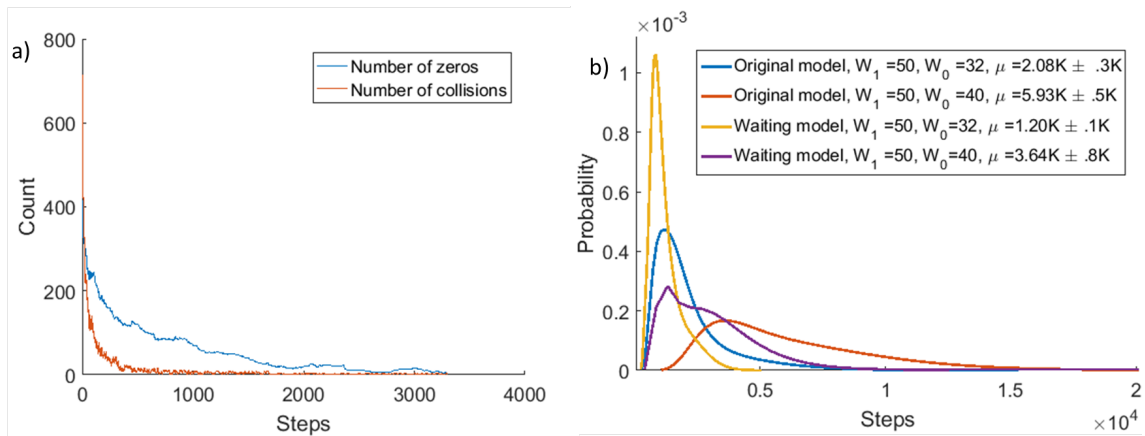 a)
800
600
400
200
0
Count
0
1000
2000
3000
4000
Steps
Number of zeros
Number of collisions
×10⁻³
b)
1
0.8
0.6
0.4
0.2
0
Probability
0.5
1
1.5
2
×10⁴
Steps
Original model, W₁ =50, W₀ =32, μ =2.08K ± .3K
Original model, W₁ =50, W₀ =40, μ =5.93K ± .5K
Waiting model, W₁ =50, W₀=32, μ =1.20K ± .1K
Waiting model, W₁ =50, W₀=40, μ =3.64K ± .8K